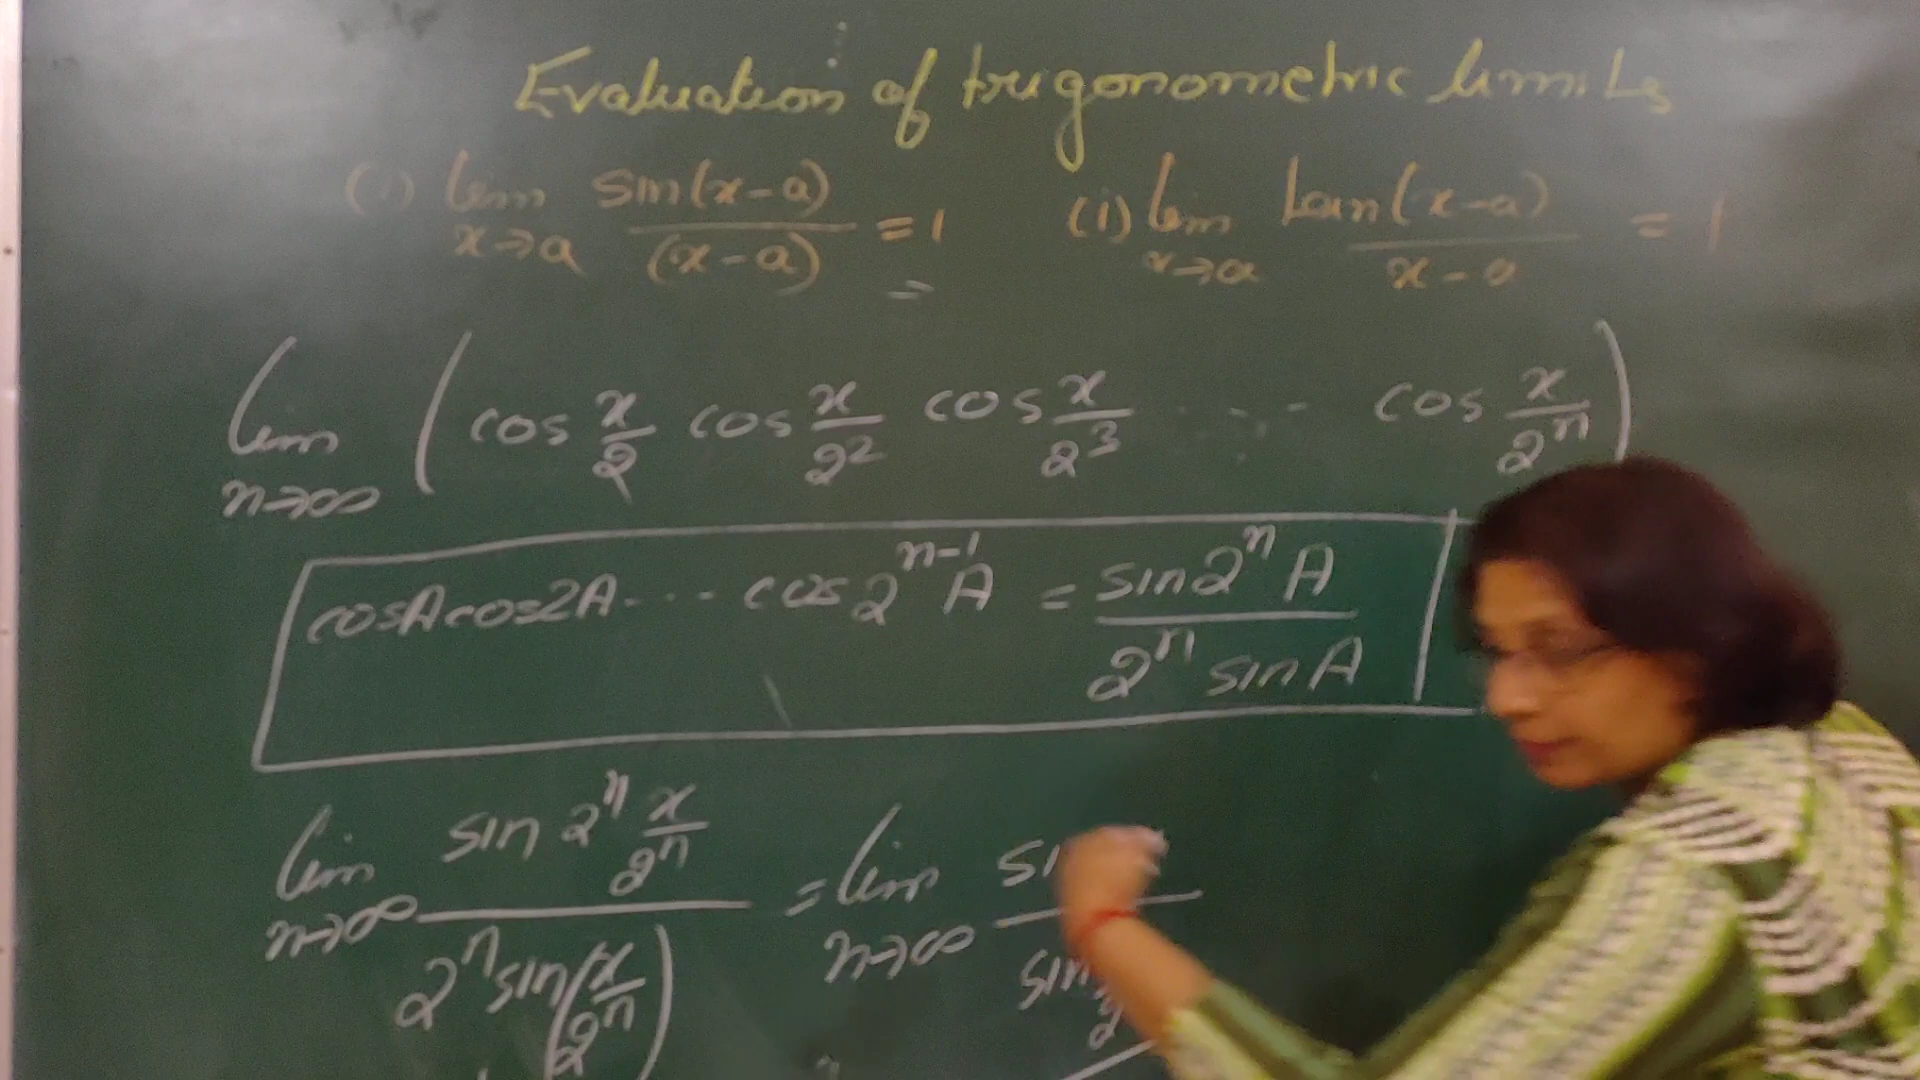 Evaluation of trigonometric limits
(i) lim x→a sin(x-a)/(x-a) = 1 (i) lim x→a tan(x-a)/x-a = 1
lim n→∞ (cos x/2 cos x/2² cos x/2³ ..... cos x/2ⁿ)
cosA cos2A.... cos2ⁿ⁻¹A = sin2ⁿA/2ⁿ sinA
lim n→∞ sin 2ⁿ x/2ⁿ / 2ⁿ sin(x/2ⁿ) = lim n→∞